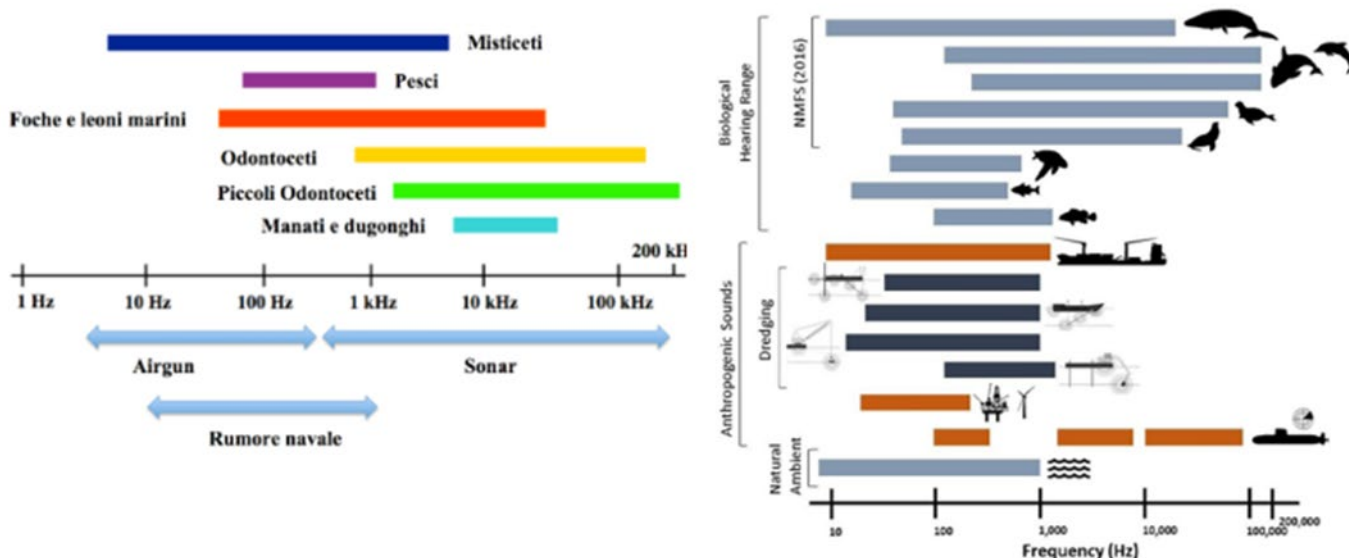 Misticeti
Pesci
Foche e leoni marini
Odontoceti
Piccoli Odontoceti
Manati e dugonghi
200 kH
1 Hz 10 Hz 100 Hz 1 kHz 10 kHz 100 kHz
Airgun Sonar
Rumore navale
Biological
Hearing Range
NMFS (2016)
Anthropogenic Sounds
Dredging
Natural
Ambient
10 100 1,000 10,000 100,000 200,000
Frequency (Hz)